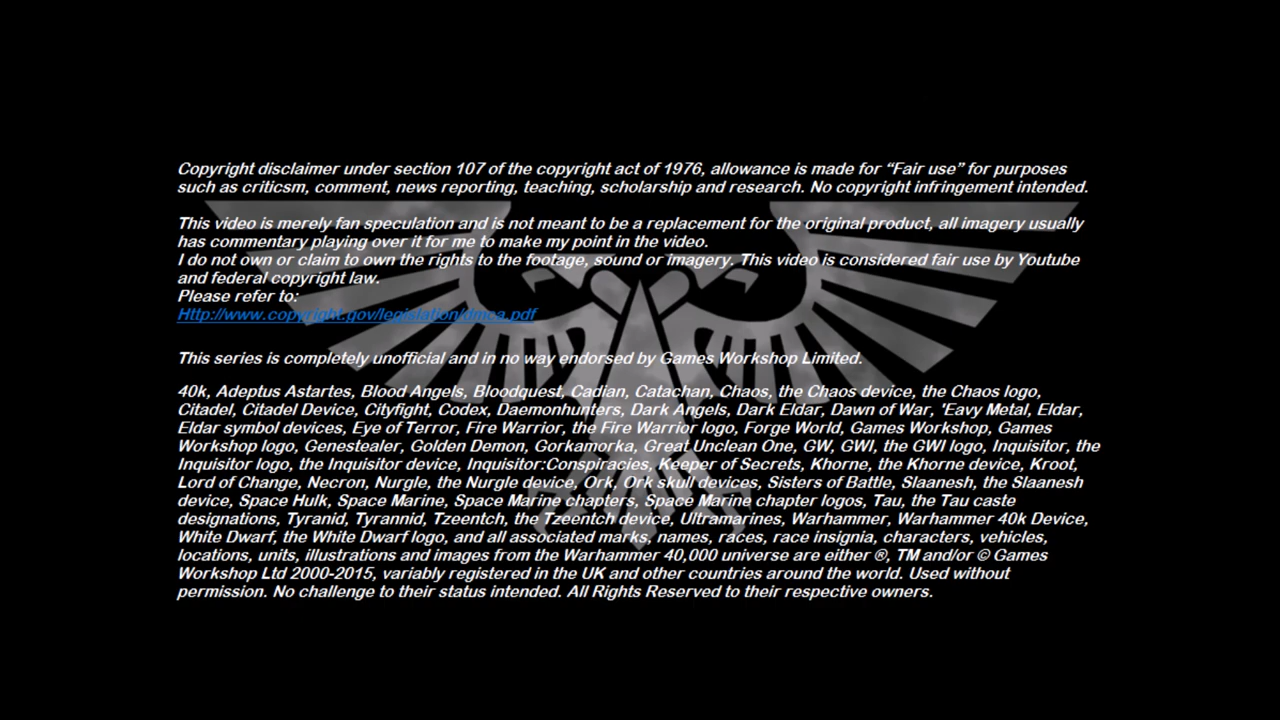 Copyright disclaimer under section 107 of the copyright act of 1976, allowance is made for “Fair use” for purposes
such as criticsm, comment, news reporting, teaching, scholarship and research. No copyright infringement intended.
This video is merely fan speculation and is not meant to be a replacement for the original product, all imagery usually
has commentary playing over it for me to make my point in the video.
I do not own or claim to own the rights to the footage, sound or imagery. This video is considered fair use by Youtube
and federal copyright law.
Please refer to:
Http://www.copyright.gov/legislation/dmca.pdf
This series is completely unofficial and in no way endorsed by Games Workshop Limited.
40k, Adeptus Astartes, Blood Angels, Bloodquest, Cadian, Catachan, Chaos, the Chaos device, the Chaos logo,
Citadel, Citadel Device, Cityfight, Codex, Daemonhunters, Dark Angels, Dark Eldar, Dawn of War, 'Eavy Metal, Eldar,
Eldar symbol devices, Eye of Terror, Fire Warrior, the Fire Warrior logo, Forge World, Games Workshop, Games
Workshop logo, Genestealer, Golden Demon, Gorkamorka, Great Unclean One, GW, GWI, the GWI logo, Inquisitor, the
Inquisitor logo, the Inquisitor device, Inquisitor:Conspiracies, Keeper of Secrets, Khorne, the Khorne device, Kroot,
Lord of Change, Necron, Nurgle, the Nurgle device, Ork, Ork skull devices, Sisters of Battle, Slaanesh, the Slaanesh
device, Space Hulk, Space Marine, Space Marine chapters, Space Marine chapter logos, Tau, the Tau caste
designations, Tyranid, Tyrannid, Tzeentch, the Tzeentch device, Ultramarines, Warhammer, Warhammer 40k Device,
White Dwarf, the White Dwarf logo, and all associated marks, names, races, race insignia, characters, vehicles,
locations, units, illustrations and images from the Warhammer 40,000 universe are either ®, TM and/or © Games
Workshop Ltd 2000-2015, variably registered in the UK and other countries around the world. Used without
permission. No challenge to their status intended. All Rights Reserved to their respective owners.